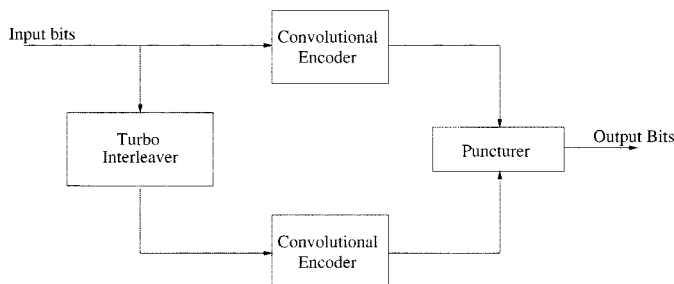 Input bits
Convolutional
Encoder
Turbo
Interleaver
Puncturer
Output Bits
Convolutional
Encoder